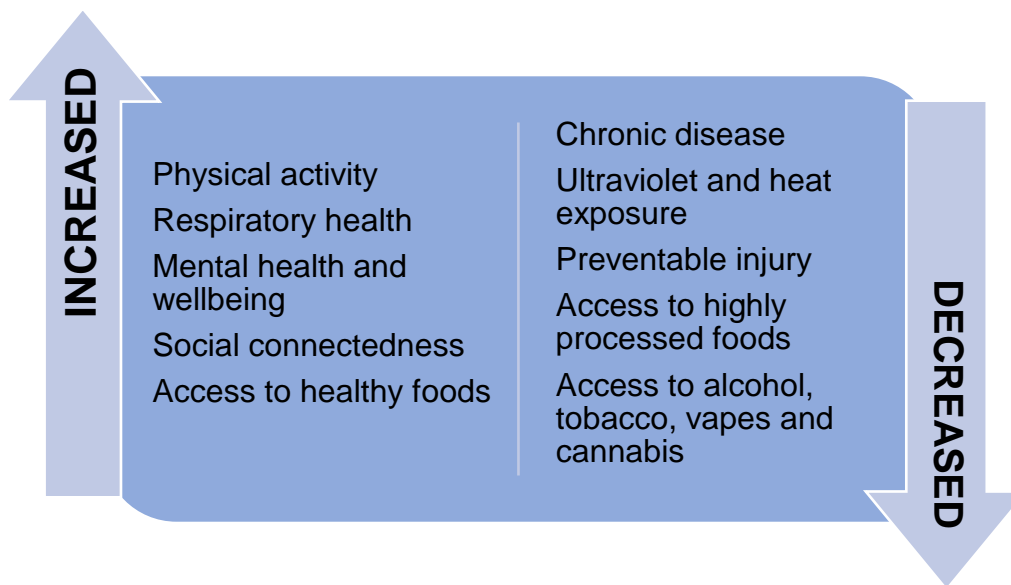 INCREASED
Physical activity
Respiratory health
Mental health and
wellbeing
Social connectedness
Access to healthy foods
Chronic disease
Ultraviolet and heat
exposure
Preventable injury
Access to highly
processed foods
Access to alcohol,
tobacco, vapes and
cannabis
DECREASED